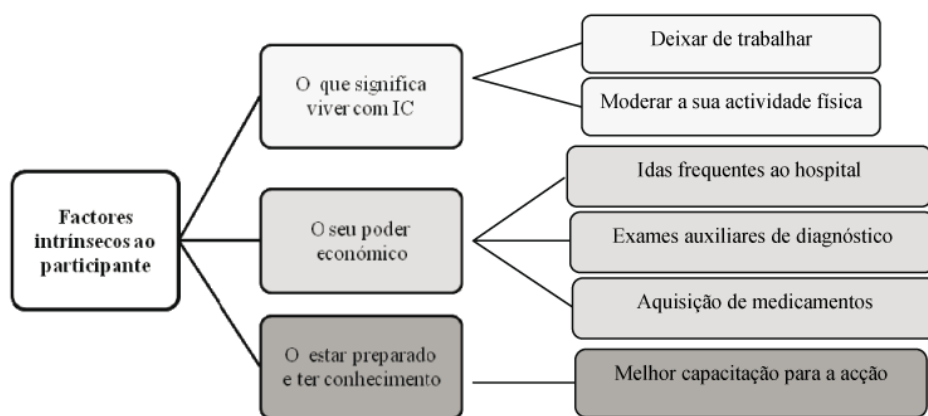 Factores
intrínsecos ao
participante
O que significa
viver com IC
Deixar de trabalhar
Moderar a sua actividade física
O seu poder
económico
Idas frequentes ao hospital
Exames auxiliares de diagnóstico
Aquisição de medicamentos
O estar preparado
e ter conhecimento
Melhor capacitação para a acção